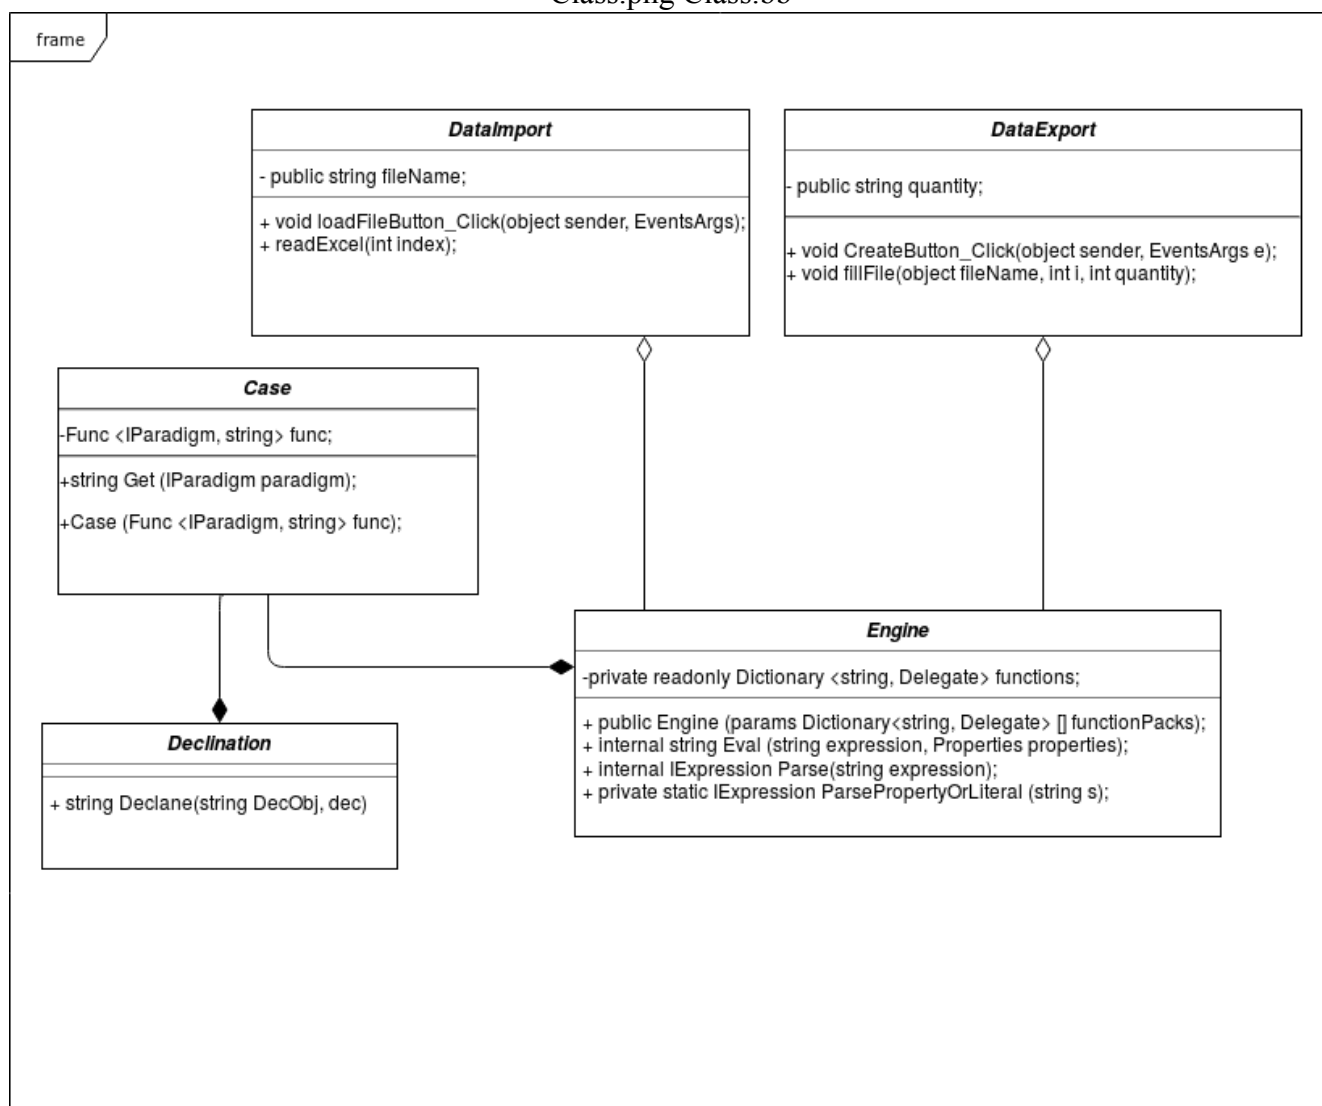 Class.png Class.bb
frame
DataImport
- public string fileName;
+ void loadFileButton_Click(object sender, EventsArgs);
+ readExcel(int index);
DataExport
- public string quantity;
+ void CreateButton_Click(object sender, EventsArgs e);
+ void fillFile(object fileName, int i, int quantity);
Case
-Func <IParadigm, string> func;
+string Get (IParadigm paradigm);
+Case (Func <IParadigm, string> func);
Engine
-private readonly Dictionary <string, Delegate> functions;
+ public Engine (params Dictionary<string, Delegate> [] functionPacks);
+ internal string Eval (string expression, Properties properties);
+ internal IExpression Parse(string expression);
+ private static IExpression ParsePropertyOrLiteral (string s);
Declination
+ string Declane(string DecObj, dec)